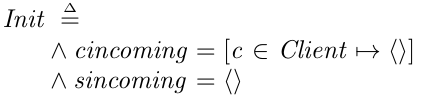 Init ≜
∧ cincoming = [c ∈ Client ↦ ⟨⟩]
∧ sincoming = ⟨⟩